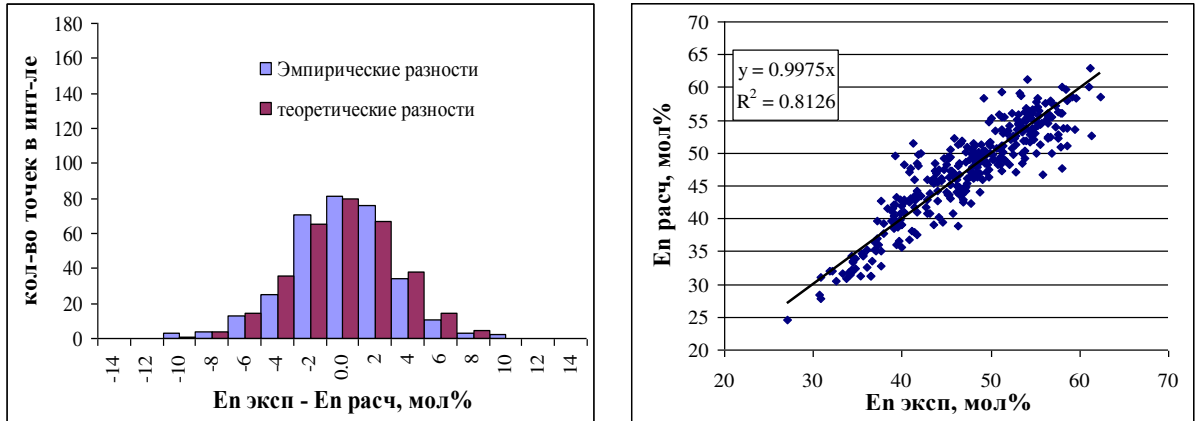 180
160
140
120
100
80
60
40
20
0
кол-во точек в инт-ле
Эмпирические разности
теоретические разности
-14 -12 -10 -8 -6 -4 -2 0.0 2 4 6 8 10 12 14
En эксп - En расч, мол%
70
65
60
55
50
45
40
35
30
25
20
En расч, мол%
y = 0.9975x
R² = 0.8126
20 30 40 50 60 70
En эксп, мол%